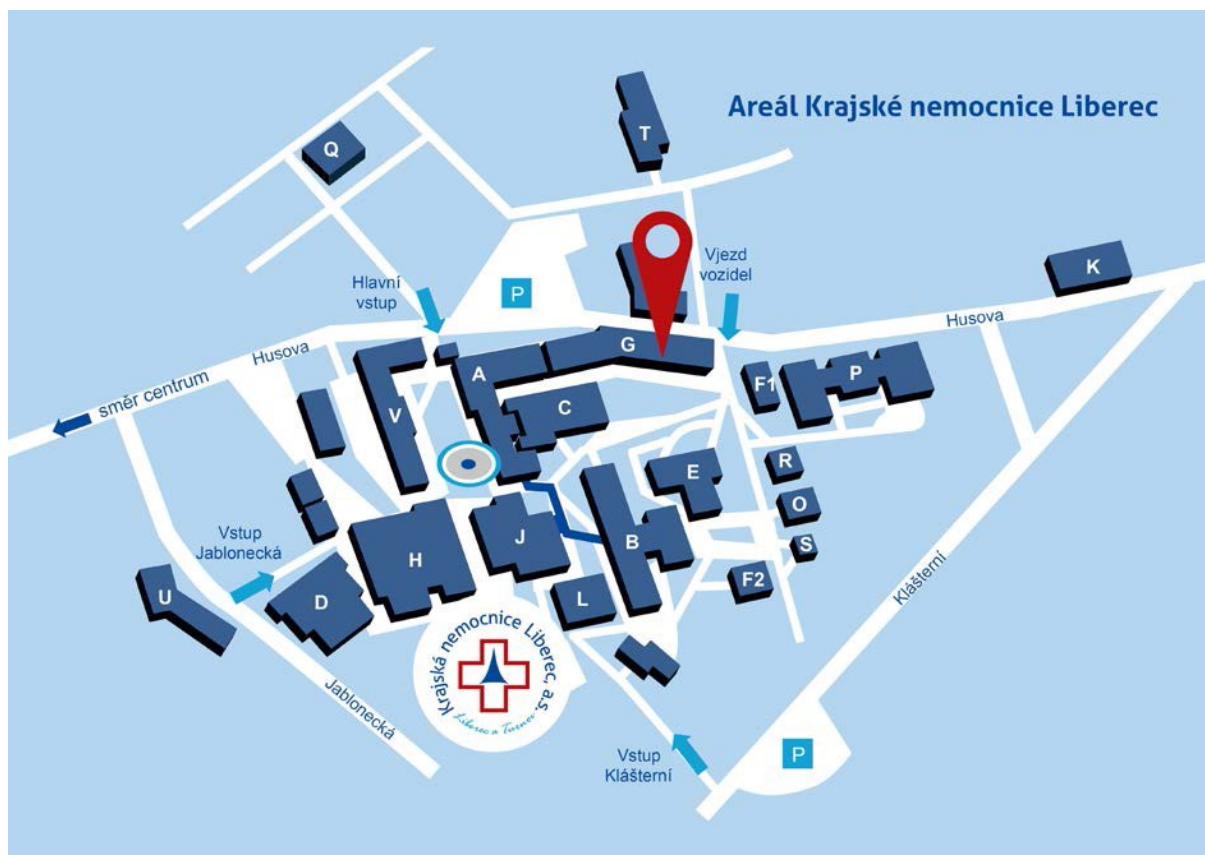 Areál Krajské nemocnice Liberec
T
Q
Vjezd
vozidel
Hlavní
vstup
P
K
Husova
Husova
G
A
F1
P
směr centrum
V
C
E
R
O
Vstup
Jablonecká
H
J
B
S
F2
U
D
L
Klášterní
Krajská nemocnice Liberec, a.s.
Liberec a Turnov
Jablonecká
Vstup
Klášterní
P